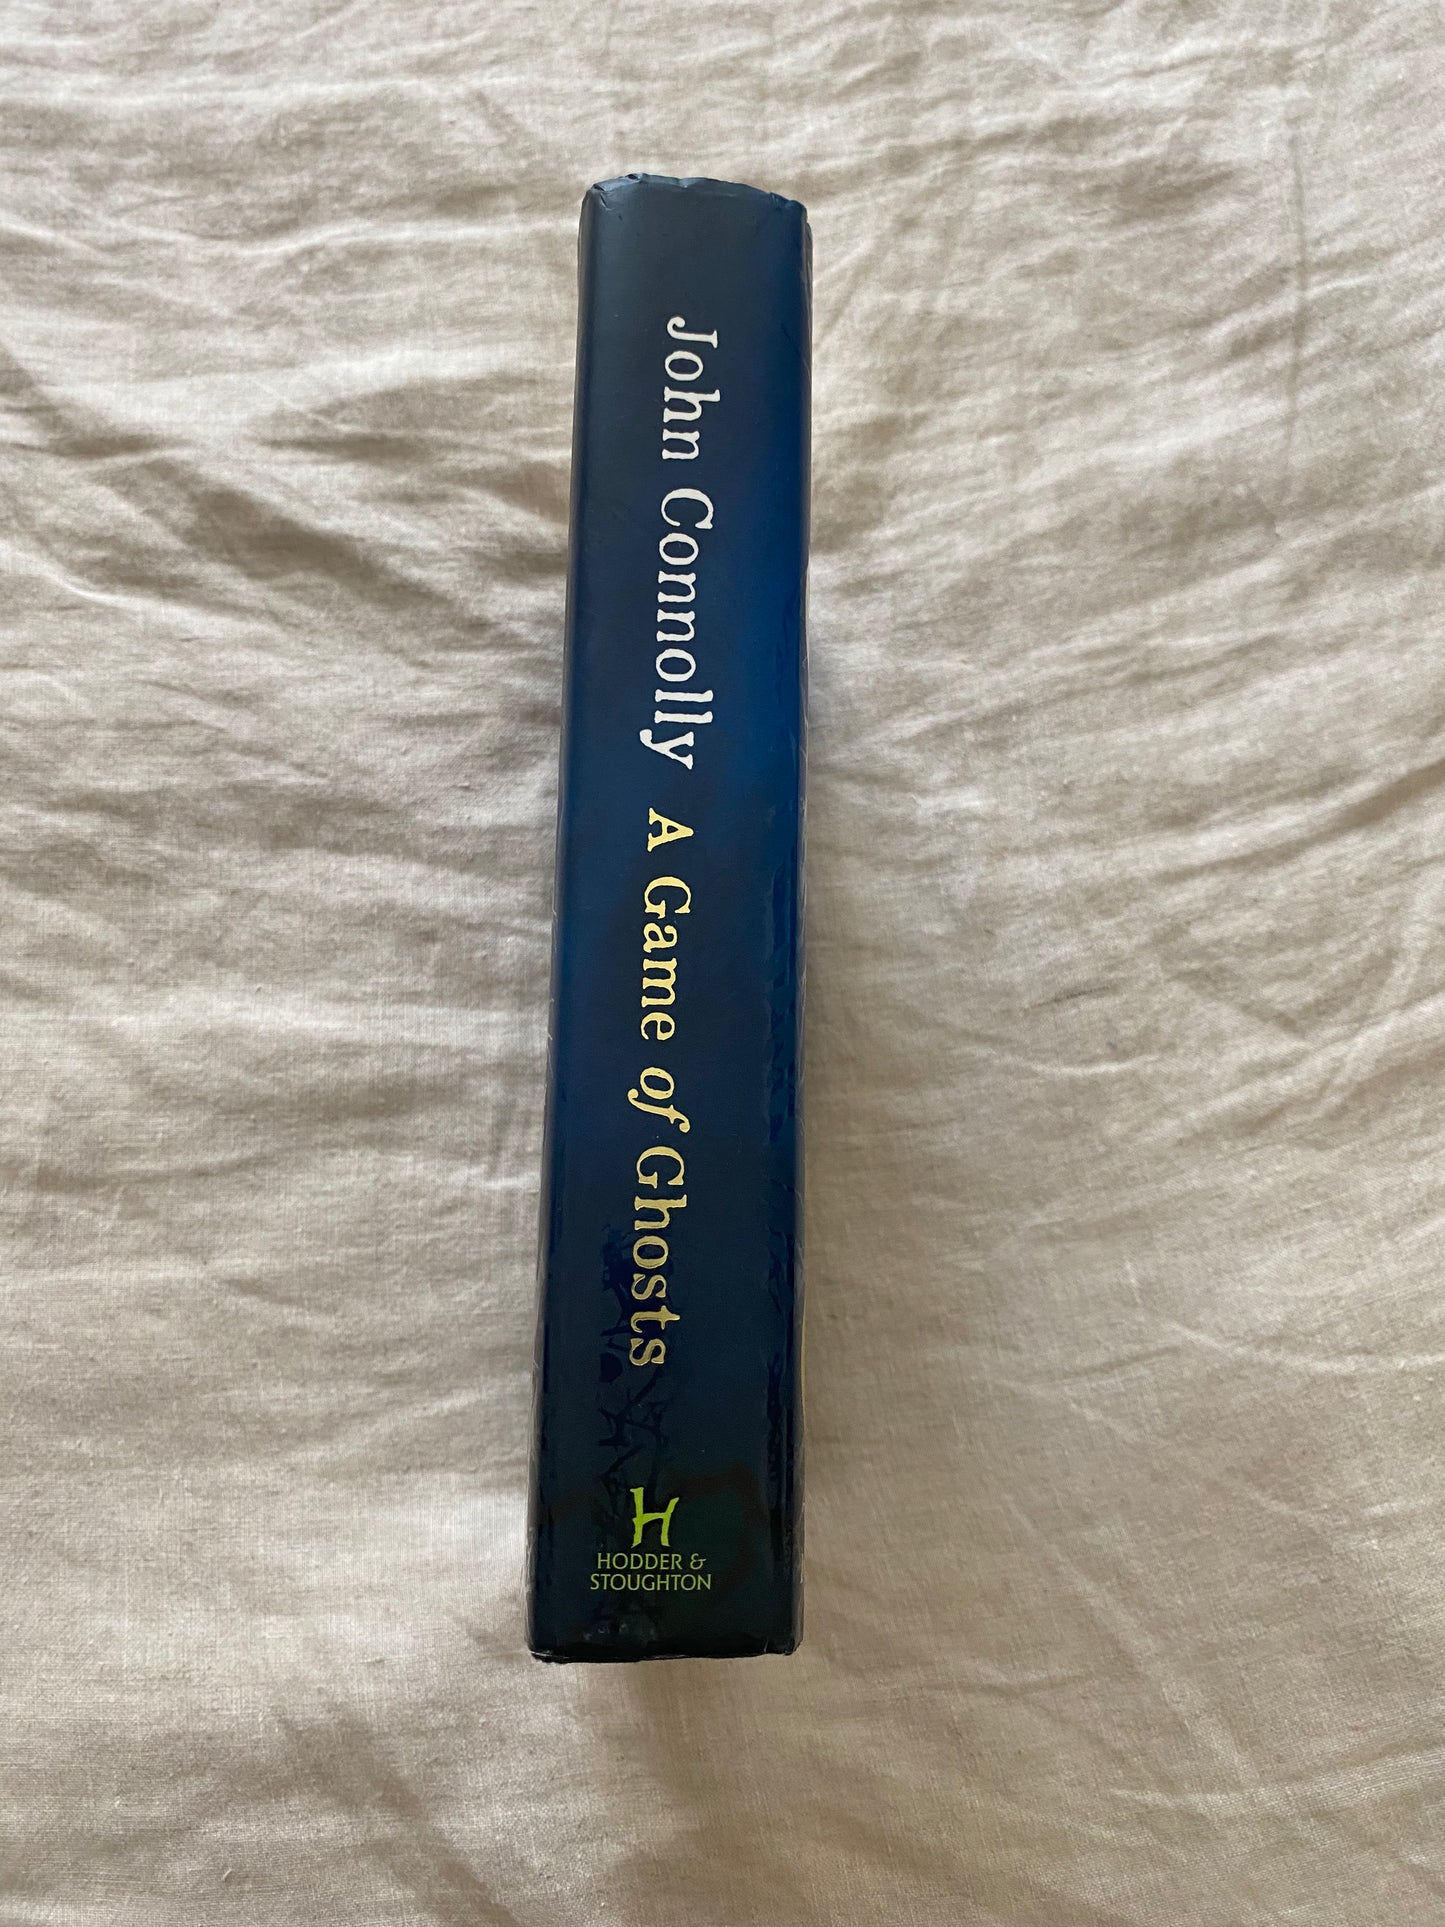 John Connolly A Game of Ghosts
H
HODDER &
STOUGHTON